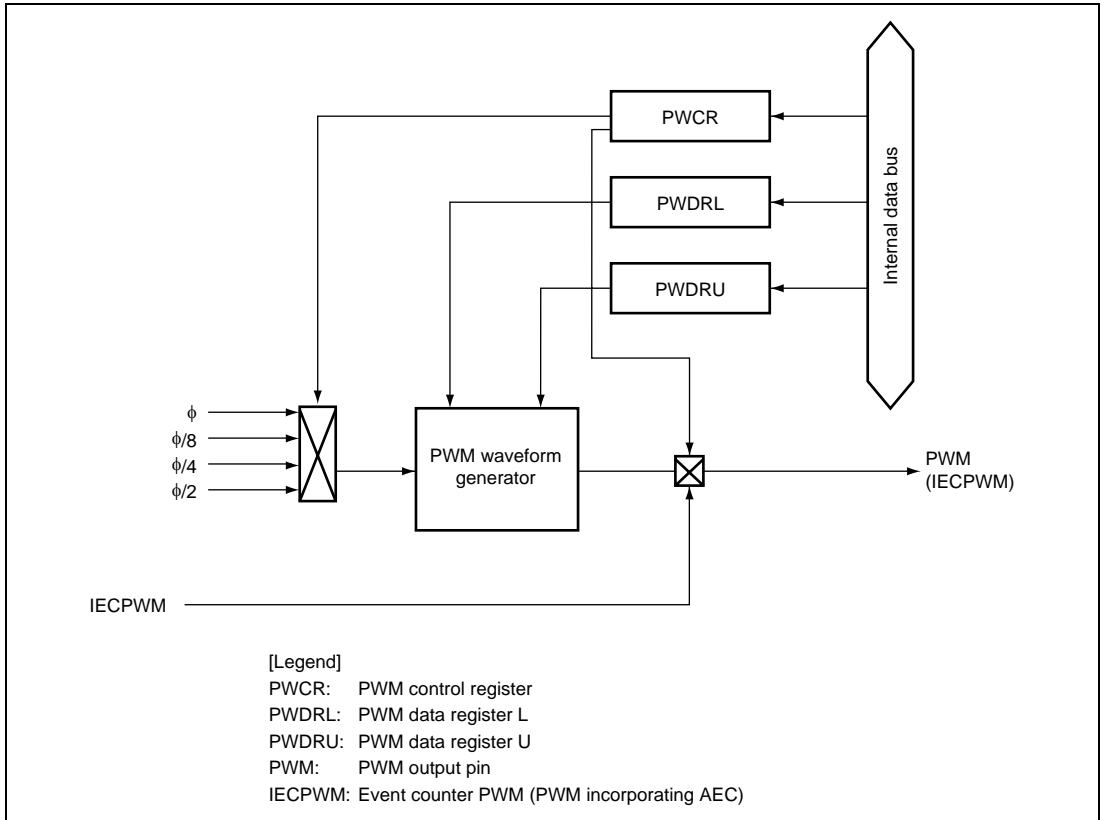 PWCR
PWDRL
PWDRU
Internal data bus
ϕ
ϕ/8
ϕ/4
ϕ/2
PWM waveform
generator
PWM
(IECPWM)
IECPWM
[Legend]
PWCR: PWM control register
PWDRL: PWM data register L
PWDRU: PWM data register U
PWM: PWM output pin
IECPWM: Event counter PWM (PWM incorporating AEC)